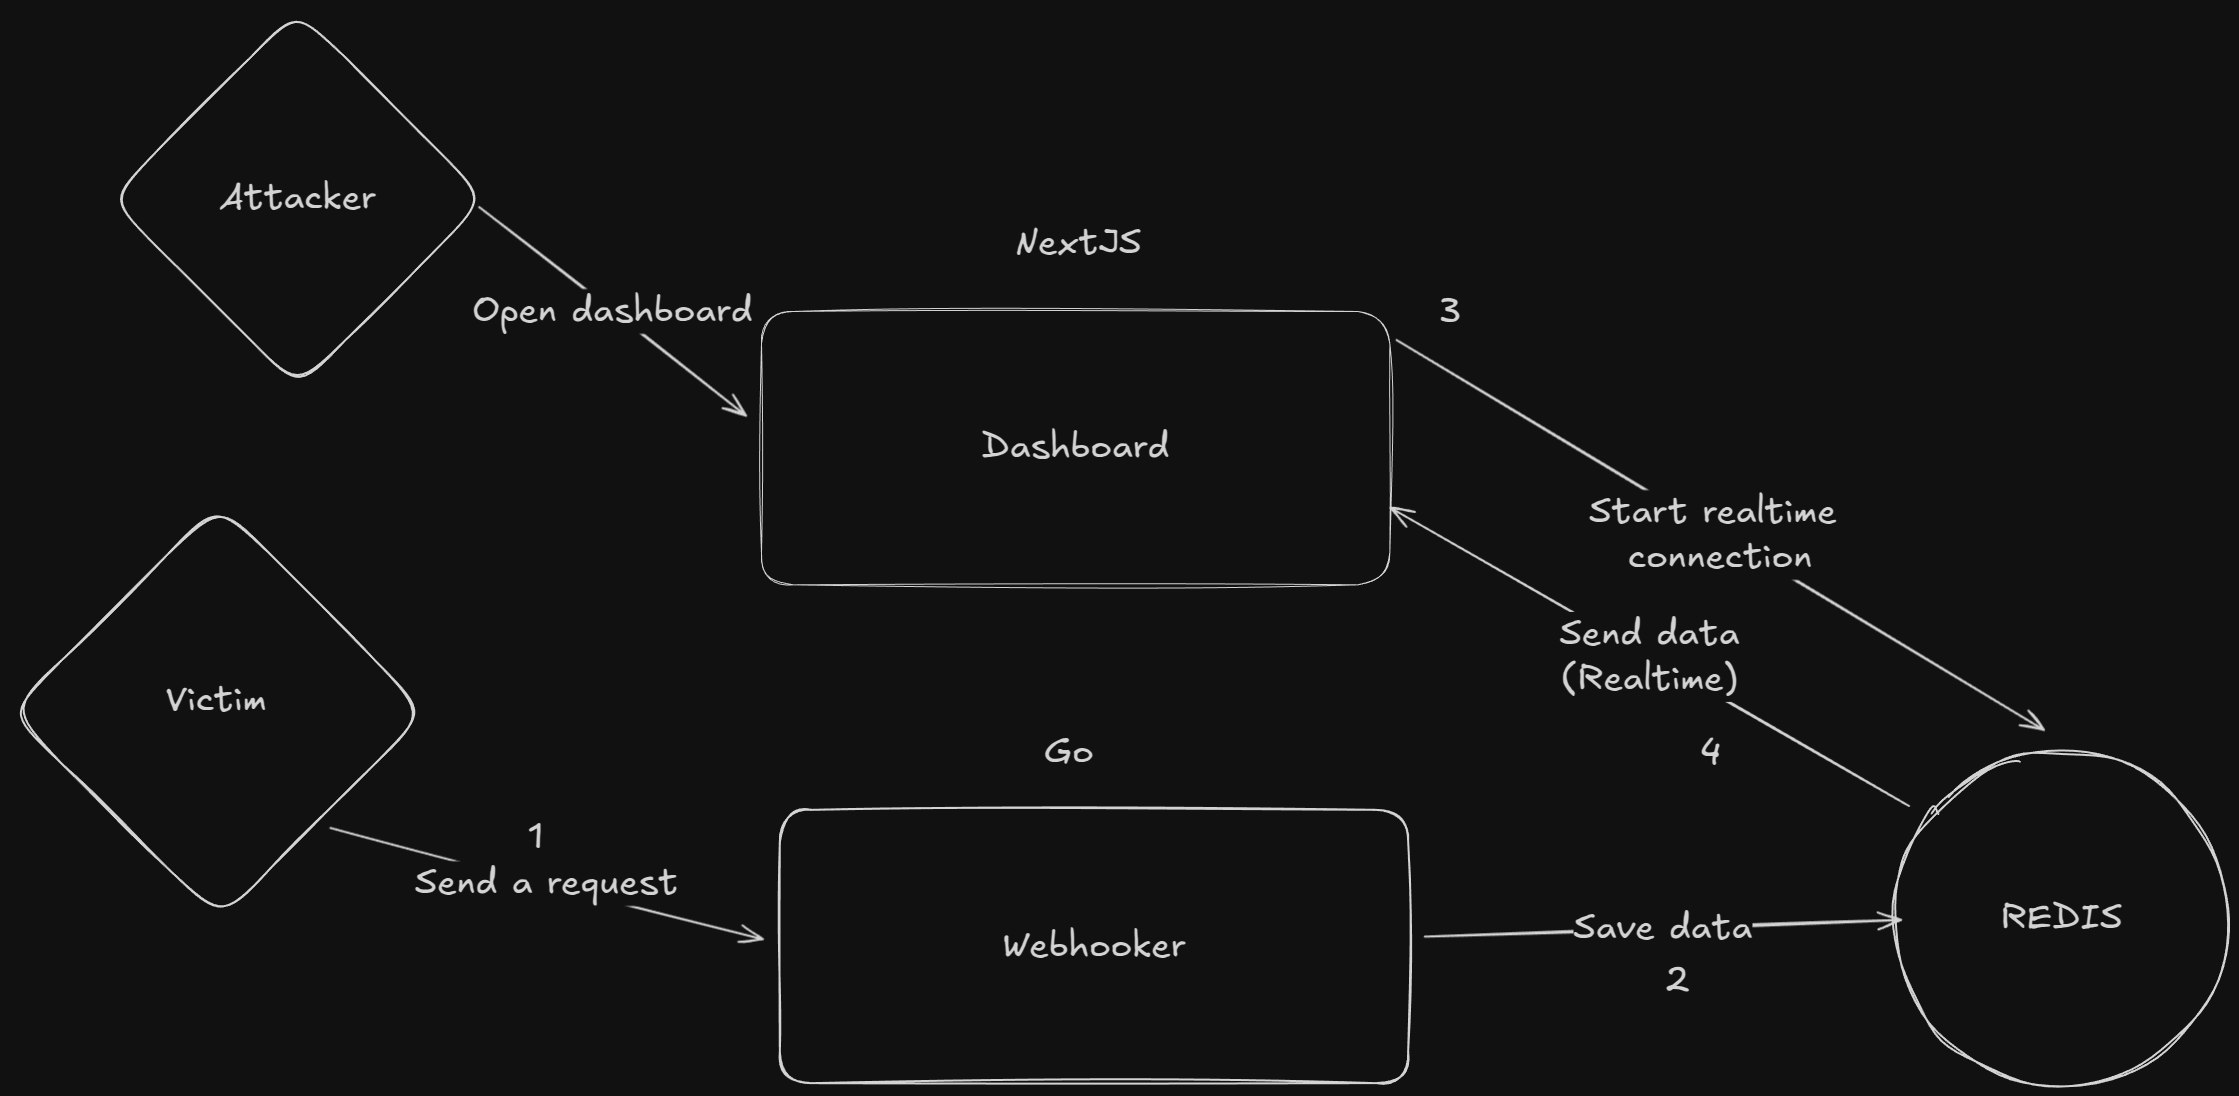 Attacker
NextJS
Open dashboard
3
Dashboard
Start realtime
connection
Send data
(Realtime)
4
Victim
Go
1
Send a request
Webhooker
Save data
2
REDIS